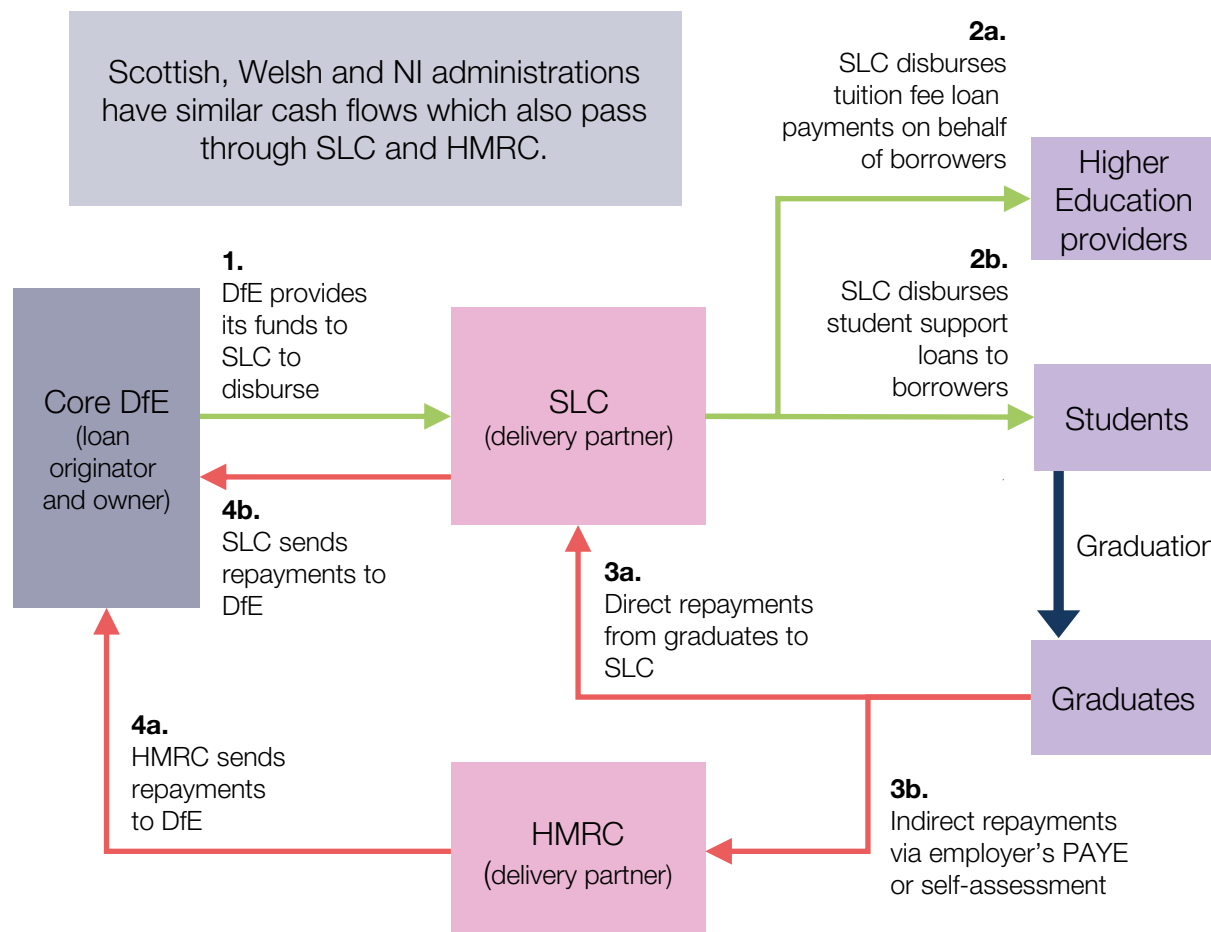 Scottish, Welsh and NI administrations
have similar cash flows which also pass
through SLC and HMRC.
2a.
SLC disburses
tuition fee loan
payments on behalf
of borrowers
Higher
Education
providers
1.
DfE provides
its funds to
SLC to
disburse
2b.
SLC disburses
student support
loans to
borrowers
Core DfE
(loan
originator
and owner)
SLC
(delivery partner)
Students
4b.
SLC sends
repayments to
DfE
Graduation
3a.
Direct repayments
from graduates to
SLC
Graduates
4a.
HMRC sends
repayments
to DfE
HMRC
(delivery partner)
3b.
Indirect repayments
via employer’s PAYE
or self-assessment